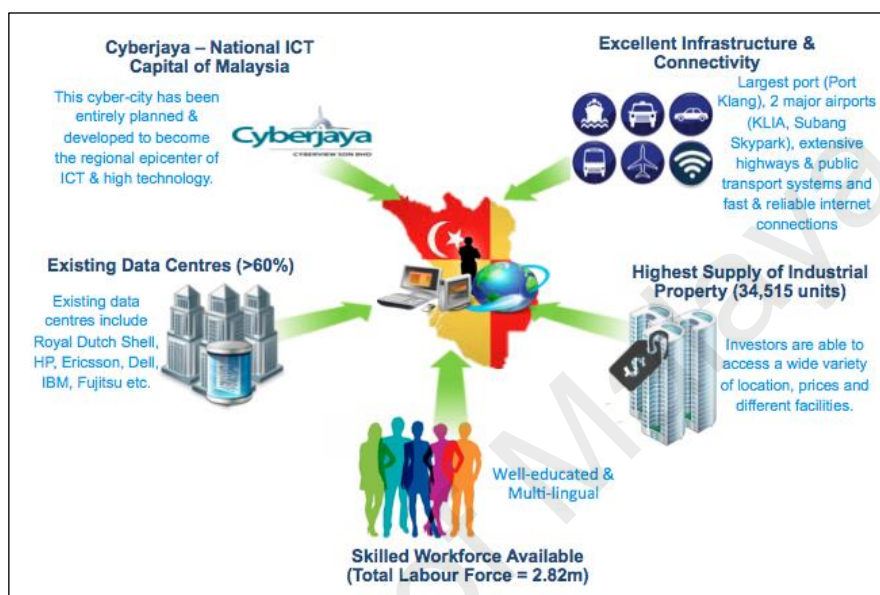 Cyberjaya – National ICT
Capital of Malaysia
This cyber-city has been
entirely planned &
developed to become
the regional epicenter of
ICT & high technology.
Cyberjaya
CYBERVIEW SDN BHD
Excellent Infrastructure &
Connectivity
Largest port (Port
Klang), 2 major airports
(KLIA, Subang
Skypark), extensive
highways & public
transport systems and
fast & reliable internet
connections
Existing Data Centres (>60%)
Existing data
centres include
Royal Dutch Shell,
HP, Ericsson, Dell,
IBM, Fujitsu etc.
Highest Supply of Industrial
Property (34,515 units)
Investors are able to
access a wide variety
of location, prices and
different facilities.
Well-educated &
Multi-lingual
Skilled Workforce Available
(Total Labour Force = 2.82m)
Malaya